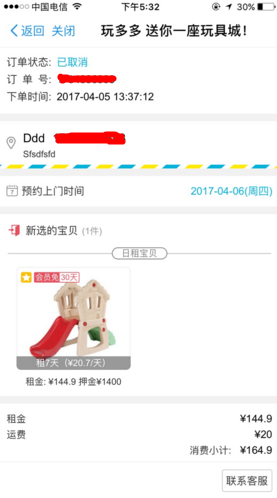 中国电信 下午5:32 30%
返回 关闭 玩多多 送你一座玩具城!
订单状态: 已取消
订 单 号:
下单时间: 2017-04-05 13:37:12
Ddd
Sfsdfsfd
7 预约上门时间 2017-04-06(周四)
新选的宝贝 (1件)
日租宝贝
会员免30天
租7天 (¥20.7/天)
租金: ¥144.9 押金¥1400
租金 ¥144.9
运费 ¥20
消费小计: ¥164.9
联系客服